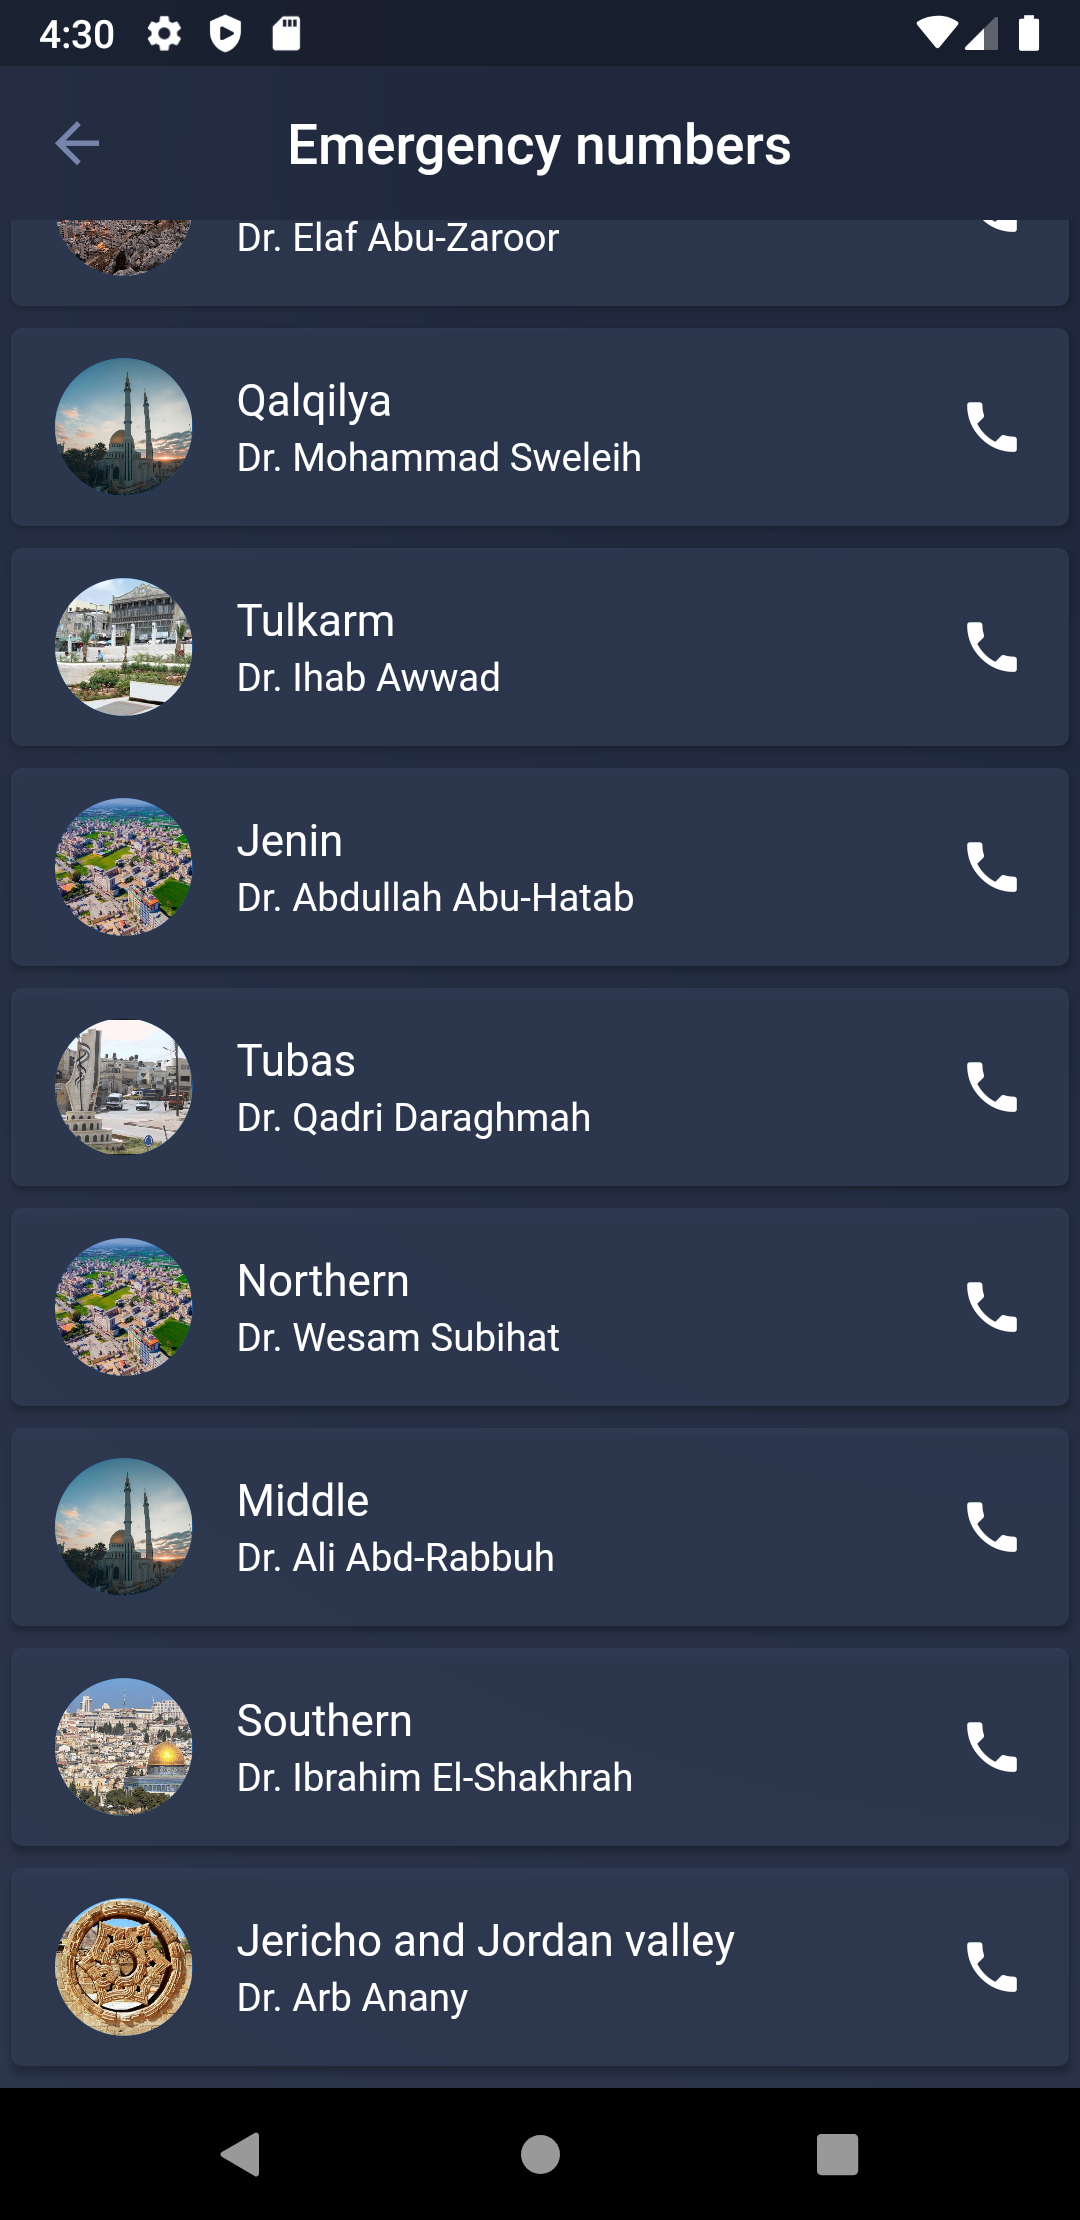 4:30
Emergency numbers
Dr. Elaf Abu-Zaroor
Qalqilya
Dr. Mohammad Sweleih
Tulkarm
Dr. Ihab Awwad
Jenin
Dr. Abdullah Abu-Hatab
Tubas
Dr. Qadri Daraghmah
Northern
Dr. Wesam Subihat
Middle
Dr. Ali Abd-Rabbuh
Southern
Dr. Ibrahim El-Shakhrah
Jericho and Jordan valley
Dr. Arb Anany